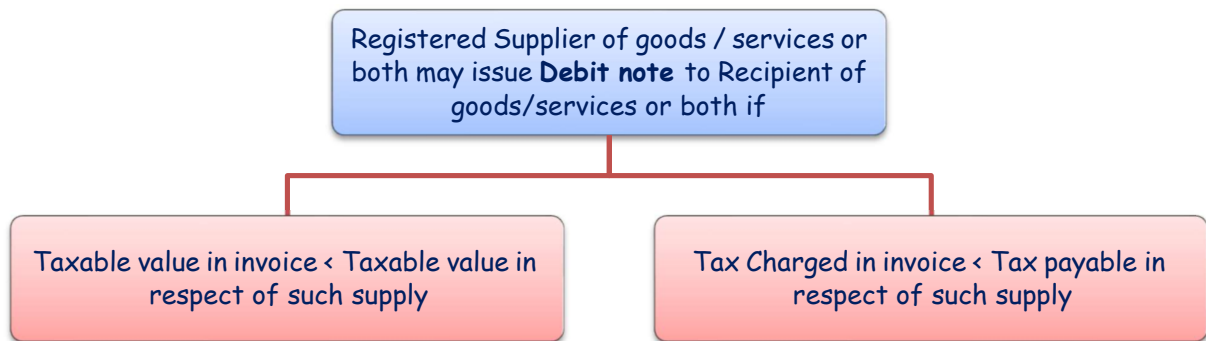 Registered Supplier of goods / services or
both may issue Debit note to Recipient of
goods/services or both if
Taxable value in invoice < Taxable value in
respect of such supply
Tax Charged in invoice < Tax payable in
respect of such supply